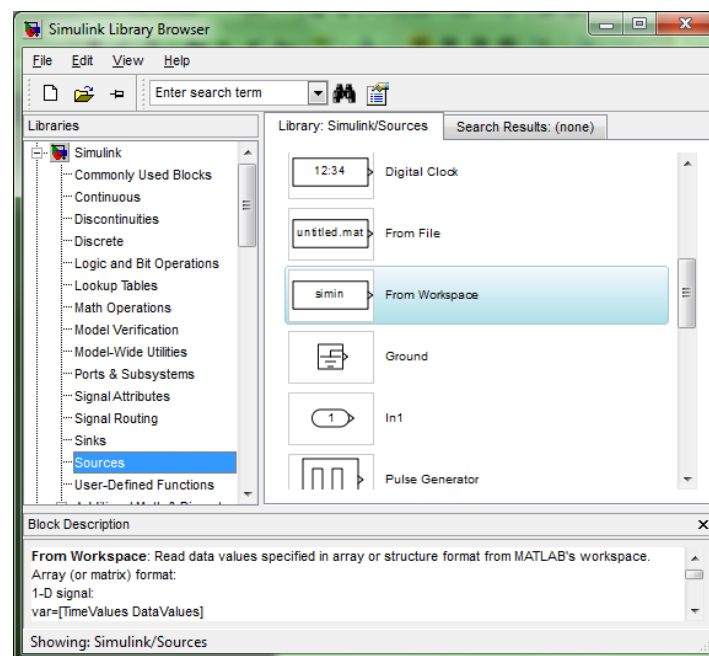 Simulink Library Browser
File Edit View Help
Enter search term
Libraries
Simulink
Commonly Used Blocks
Continuous
Discontinuities
Discrete
Logic and Bit Operations
Lookup Tables
Math Operations
Model Verification
Model-Wide Utilities
Ports & Subsystems
Signal Attributes
Signal Routing
Sinks
Sources
User-Defined Functions
Library: Simulink/Sources Search Results: (none)
12:34 Digital Clock
untitled.mat From File
simin From Workspace
Ground
1 In1
Pulse Generator
Block Description
From Workspace: Read data values specified in array or structure format from MATLAB's workspace.
Array (or matrix) format:
1-D signal:
var=[TimeValues DataValues]
Showing: Simulink/Sources